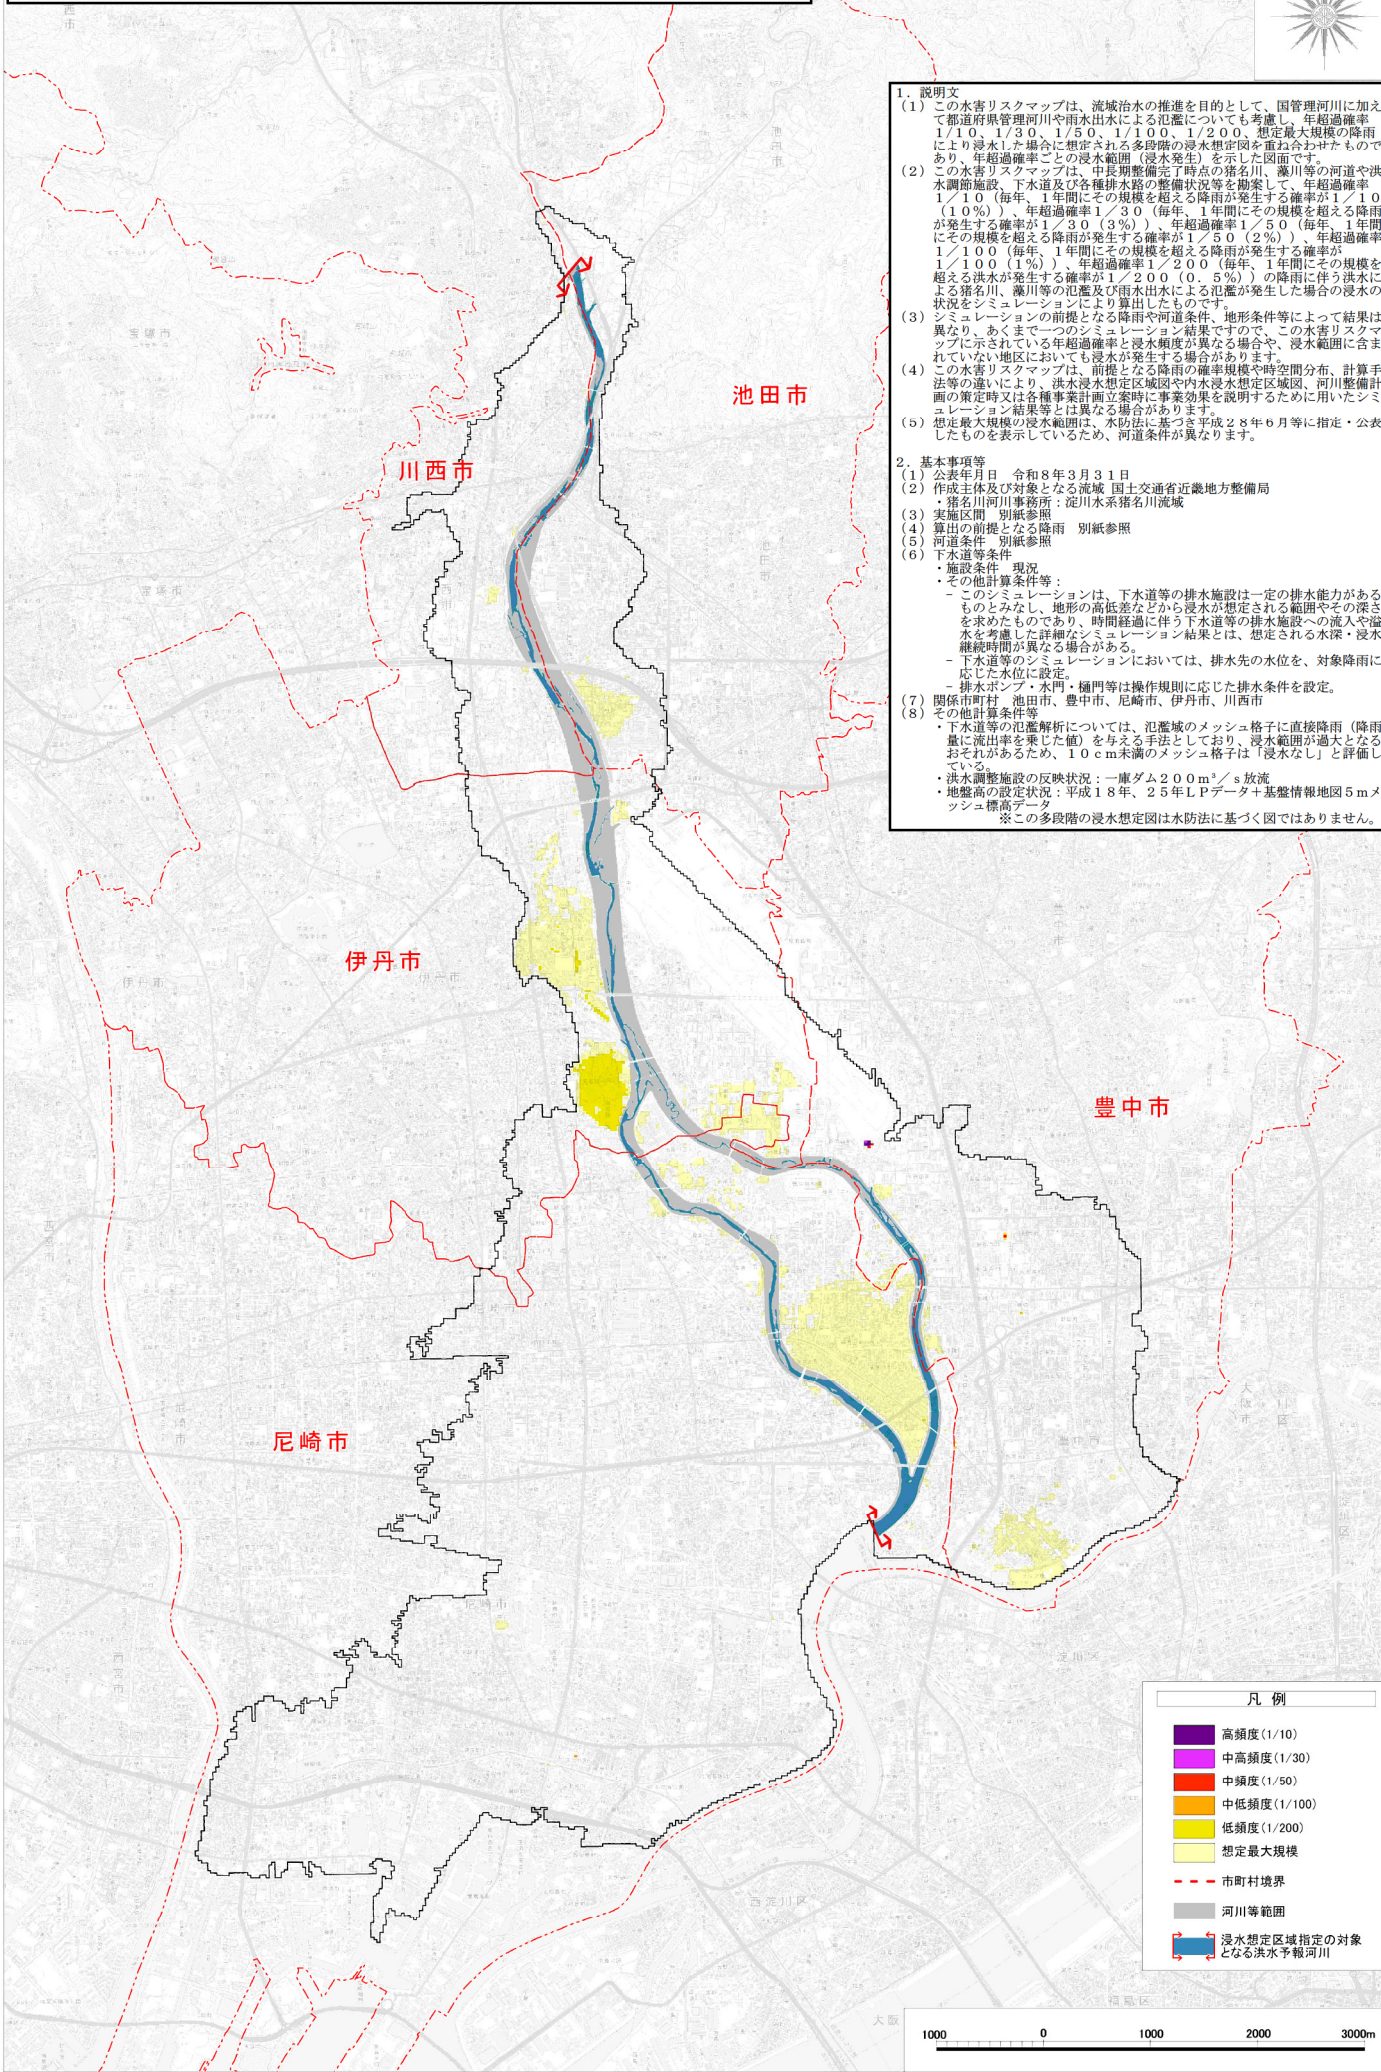 1．説明文
（1）この水害リスクマップは、流域治水の推進を目的として、国管理河川に加え
て都道府県管理河川や雨水出水による氾濫についても考慮し、年超過確率
1/10、1/30、1/50、1/100、1/200、想定最大規模の降雨
により浸水した場合に想定される多段階の浸水想定図を重ね合わせたもので
あり、年超過確率ごとの浸水範囲（浸水発生）を示した図面です。
（2）この水害リスクマップは、中長期整備完了時点の猪名川、藻川等の河道や洪
水調節施設、下水道及び各種排水路の整備状況等を勘案して、年超過確率
1／10（毎年、1年間にその規模を超える降雨が発生する確率が1／10
（10％））、年超過確率1／30（毎年、1年間にその規模を超える降雨
が発生する確率が1／30（3％））、年超過確率1／50（毎年、1年間
にその規模を超える降雨が発生する確率が1／50（2％））、年超過確率
1／100（毎年、1年間にその規模を超える降雨が発生する確率が
1／100（1％））、年超過確率1／200（毎年、1年間にその規模を
超える洪水が発生する確率が1／200（0．5％））の降雨に伴う洪水に
よる猪名川、藻川等の氾濫及び雨水出水による氾濫が発生した場合の浸水の
状況をシミュレーションにより算出したものです。
（3）シミュレーションの前提となる降雨や河道条件、地形条件等によって結果は
異なり、あくまで一つのシミュレーション結果ですので、この水害リスクマ
ップに示されている年超過確率と浸水頻度が異なる場合や、浸水範囲に含ま
れていない地区においても浸水が発生する場合があります。
（4）この水害リスクマップは、前提となる降雨の確率規模や時空間分布、計算手
法等の違いにより、洪水浸水想定区域図や内水浸水想定区域図、河川整備計
画の策定時又は各種事業計画立案時に事業効果を説明するために用いたシミ
ュレーション結果等とは異なる場合があります。
（5）想定最大規模の浸水範囲は、水防法に基づき平成28年6月等に指定・公表
したものを表示しているため、河道条件が異なります。
2．基本事項等
（1）公表年月日　令和8年3月31日
（2）作成主体及び対象となる流域 国土交通省近畿地方整備局
・猪名川河川事務所：淀川水系猪名川流域
（3）実施区間　別紙参照
（4）算出の前提となる降雨　別紙参照
（5）河道条件　別紙参照
（6）下水道等条件
・施設条件　現況
・その他計算条件等：
－ このシミュレーションは、下水道等の排水施設は一定の排水能力がある
ものとみなし、地形の高低差などから浸水が想定される範囲やその深さ
を求めたものであり、時間経過に伴う下水道等の排水施設への流入や溢
水を考慮した詳細なシミュレーション結果とは、想定される水深・浸水
継続時間が異なる場合がある。
－ 下水道等のシミュレーションにおいては、排水先の水位を、対象降雨に
応じた水位に設定。
－ 排水ポンプ・水門・樋門等は操作規則に応じた排水条件を設定。
（7）関係市町村　池田市、豊中市、尼崎市、伊丹市、川西市
（8）その他計算条件等
・下水道等の氾濫解析については、氾濫域のメッシュ格子に直接降雨（降雨
量に流出率を乗じた値）を与える手法としており、浸水範囲が過大となる
おそれがあるため、10ｃｍ未満のメッシュ格子は「浸水なし」と評価し
ている。
・洪水調整施設の反映状況：一庫ダム200ｍ³／ｓ放流
・地盤高の設定状況：平成18年、25年ＬＰデータ＋基盤情報地図5ｍメ
ッシュ標高データ
※この多段階の浸水想定図は水防法に基づく図ではありません。
池田市
川西市
伊丹市
豊中市
尼崎市
宝塚市
池田市
伊丹市
尼崎市
西宮市
西淀川区
福島区
大阪
凡 例
高頻度(1/10)
中高頻度(1/30)
中頻度(1/50)
中低頻度(1/100)
低頻度(1/200)
想定最大規模
市町村境界
河川等範囲
浸水想定区域指定の対象
となる洪水予報河川
1000 0 1000 2000 3000m